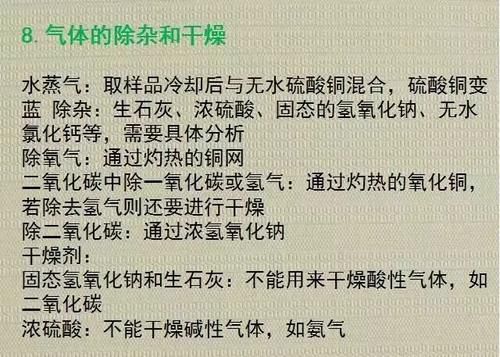 8. 气体的除杂和干燥
水蒸气：取样品冷却后与无水硫酸铜混合，硫酸铜变
蓝 除杂：生石灰、浓硫酸、固态的氢氧化钠、无水
氯化钙等，需要具体分析
除氧气：通过灼热的铜网
二氧化碳中除一氧化碳或氢气：通过灼热的氧化铜，
若除去氢气则还要进行干燥
除二氧化碳：通过浓氢氧化钠
干燥剂：
固态氢氧化钠和生石灰：不能用来干燥酸性气体，如
二氧化碳
浓硫酸：不能干燥碱性气体，如氨气